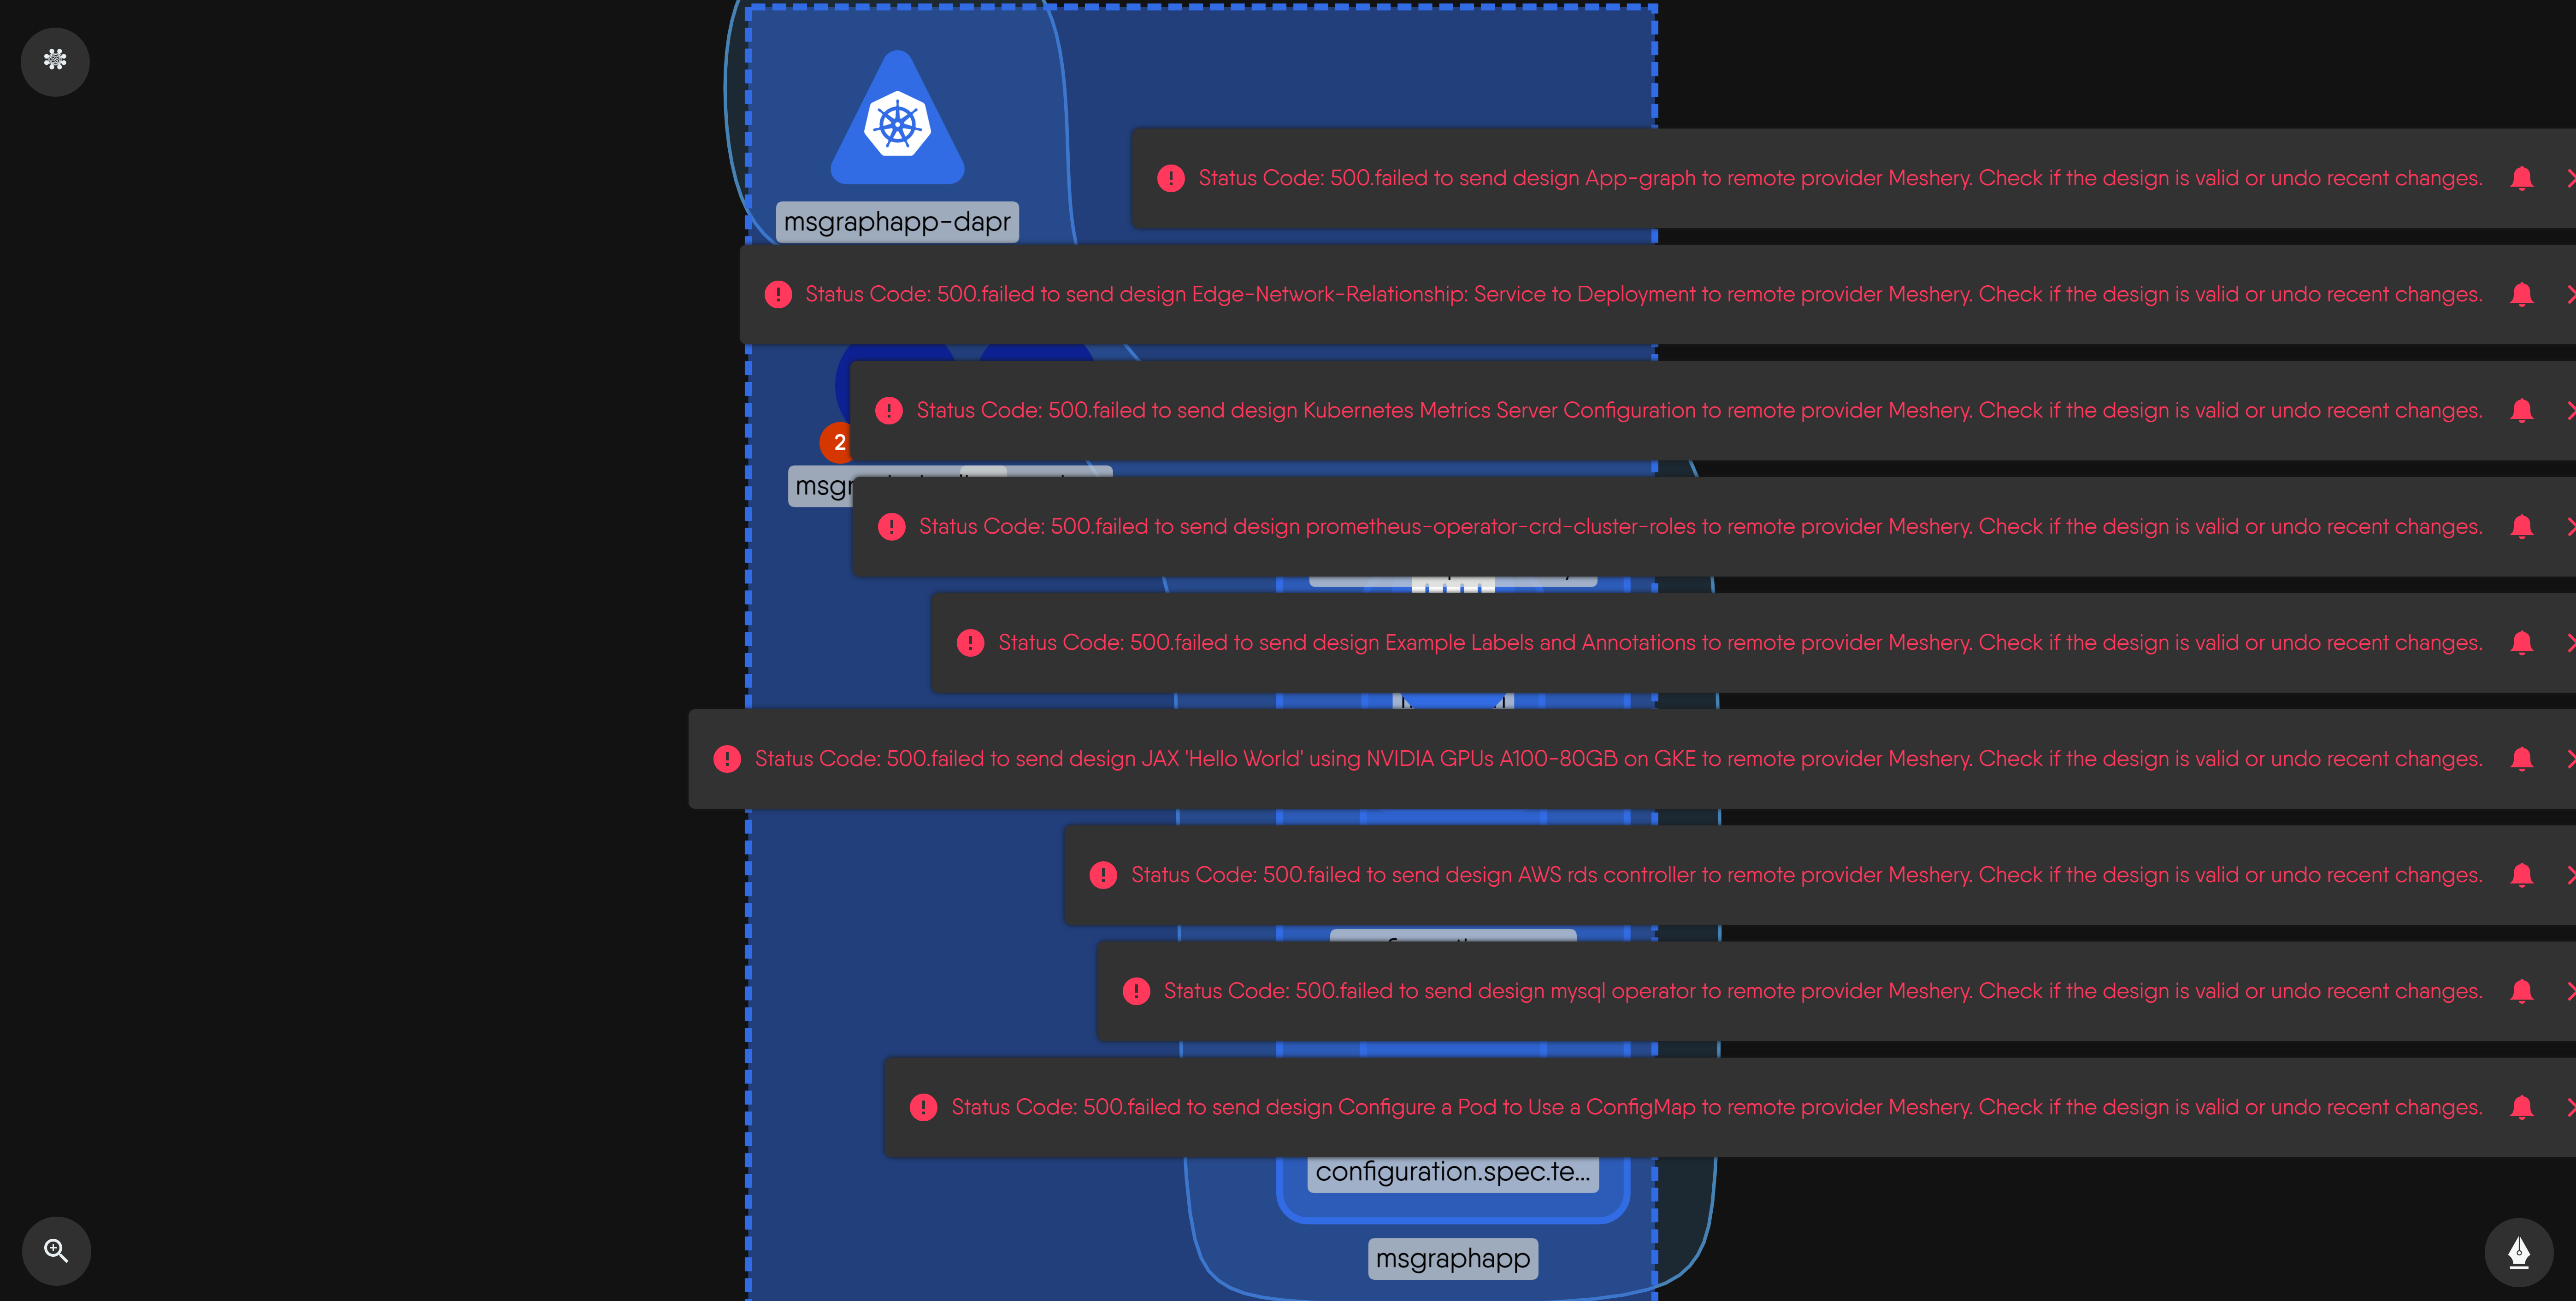 msgraphapp-dapr
Status Code: 500.failed to send design App-graph to remote provider Meshery. Check if the design is valid or undo recent changes.
Status Code: 500.failed to send design Edge-Network-Relationship: Service to Deployment to remote provider Meshery. Check if the design is valid or undo recent changes.
Status Code: 500.failed to send design Kubernetes Metrics Server Configuration to remote provider Meshery. Check if the design is valid or undo recent changes.
2
Status Code: 500.failed to send design prometheus-operator-crd-cluster-roles to remote provider Meshery. Check if the design is valid or undo recent changes.
Status Code: 500.failed to send design Example Labels and Annotations to remote provider Meshery. Check if the design is valid or undo recent changes.
Status Code: 500.failed to send design JAX 'Hello World' using NVIDIA GPUs A100-80GB on GKE to remote provider Meshery. Check if the design is valid or undo recent changes.
Status Code: 500.failed to send design AWS rds controller to remote provider Meshery. Check if the design is valid or undo recent changes.
Status Code: 500.failed to send design mysql operator to remote provider Meshery. Check if the design is valid or undo recent changes.
Status Code: 500.failed to send design Configure a Pod to Use a ConfigMap to remote provider Meshery. Check if the design is valid or undo recent changes.
configuration.spec.te...
msgraphapp